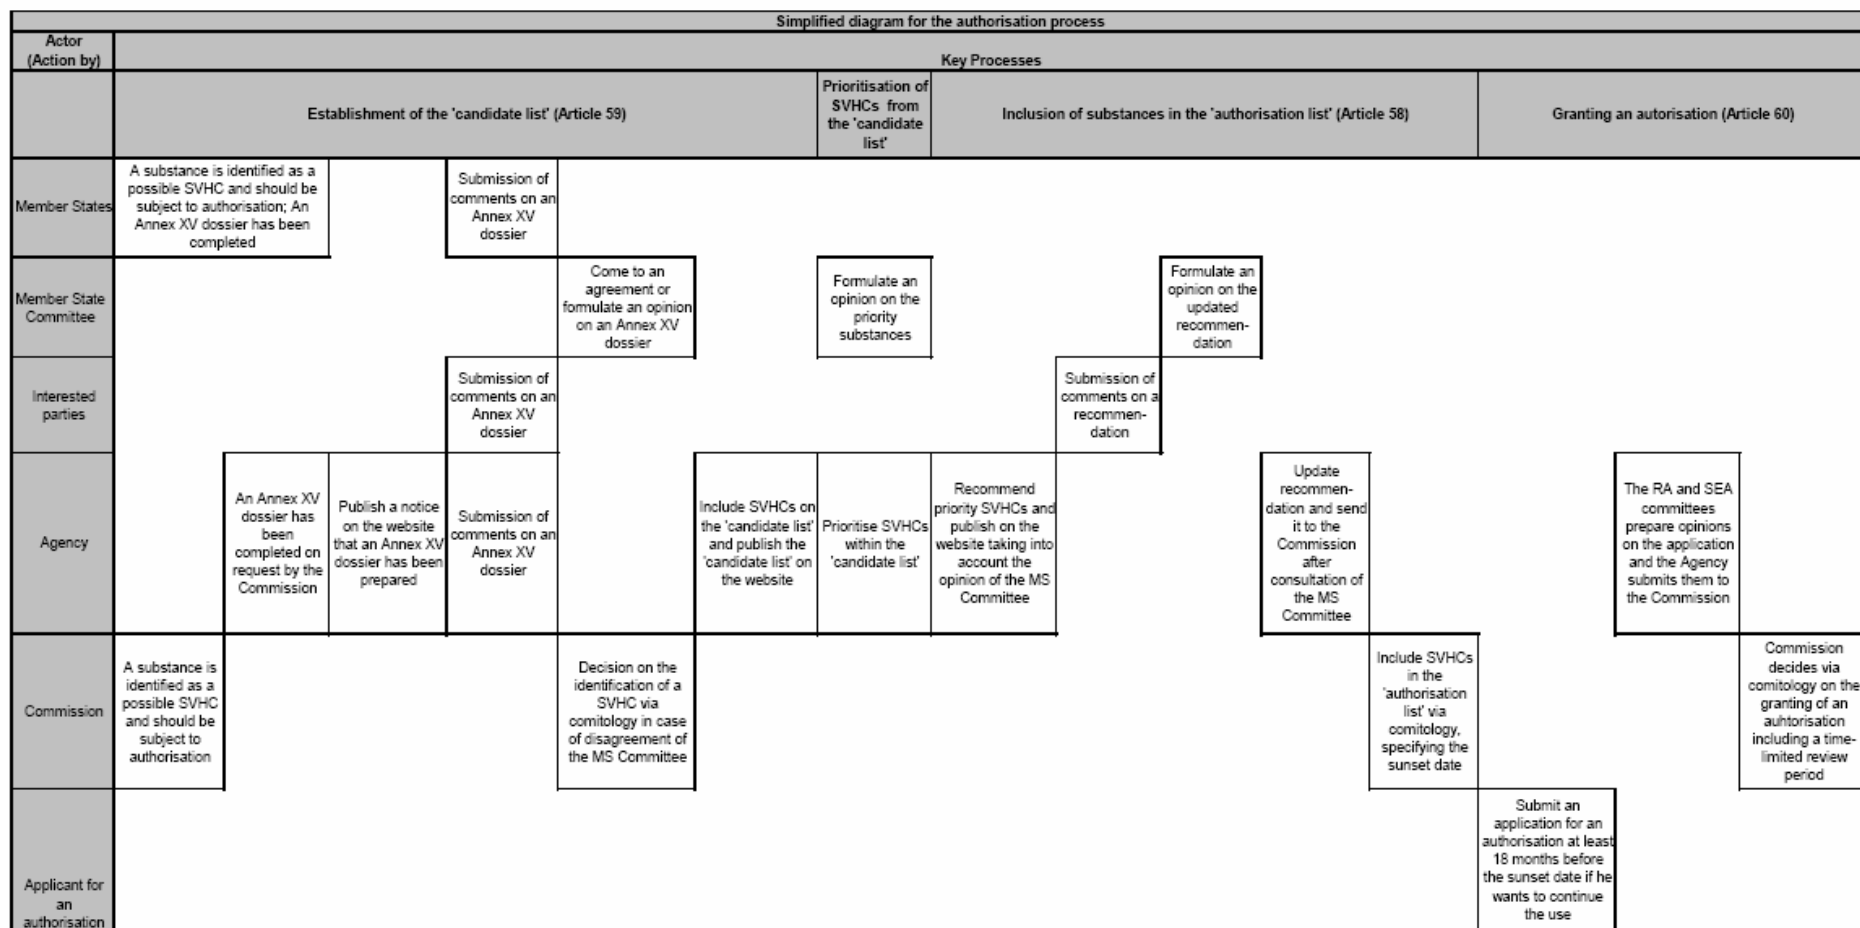 Simplified diagram for the authorisation process
Actor
(Action by)
Key Processes
Establishment of the 'candidate list' (Article 59)
Prioritisation of
SVHCs from
the 'candidate
list'
Inclusion of substances in the 'authorisation list' (Article 58)
Granting an autorisation (Article 60)
Member States
A substance is identified as a
possible SVHC and should be
subject to authorisation; An
Annex XV dossier has been
completed
Submission of
comments on an
Annex XV
dossier
Member State
Committee
Come to an
agreement or
formulate an opinion
on an Annex XV
dossier
Formulate an
opinion on the
priority
substances
Formulate an
opinion on the
updated
recommen-
dation
Interested
parties
Submission of
comments on an
Annex XV
dossier
Submission of
comments on a
recommen-
dation
Agency
An Annex XV
dossier has
been
completed on
request by the
Commission
Publish a notice
on the website
that an Annex XV
dossier has been
prepared
Submission of
comments on an
Annex XV
dossier
Include SVHCs on
the 'candidate list'
and publish the
'candidate list' on
the website
Prioritise SVHCs
within the
'candidate list'
Recommend
priority SVHCs and
publish on the
website taking into
account the
opinion of the MS
Committee
Update
recommen-
dation and send
it to the
Commission
after
consultation of
the MS
Committee
The RA and SEA
committees
prepare opinions
on the application
and the Agency
submits them to
the Commission
Commission
A substance is
identified as a
possible SVHC
and should be
subject to
authorisation
Decision on the
identification of a
SVHC via
comitology in case
of disagreement of
the MS Committee
Include SVHCs
in the
'authorisation
list' via
comitology,
specifying the
sunset date
Commission
decides via
comitology on the
granting of an
auhtorisation
including a time-
limited review
period
Applicant for
an
authorisation
Submit an
application for an
authorisation at least
18 months before
the sunset date if he
wants to continue
the use